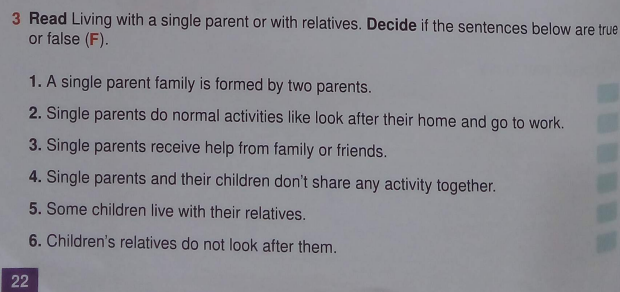 3 Read Living with a single parent or with relatives. Decide if the sentences below are true
or false (F).
1. A single parent family is formed by two parents.
2. Single parents do normal activities like look after their home and go to work.
3. Single parents receive help from family or friends.
4. Single parents and their children don't share any activity together.
5. Some children live with their relatives.
6. Children's relatives do not look after them.
22